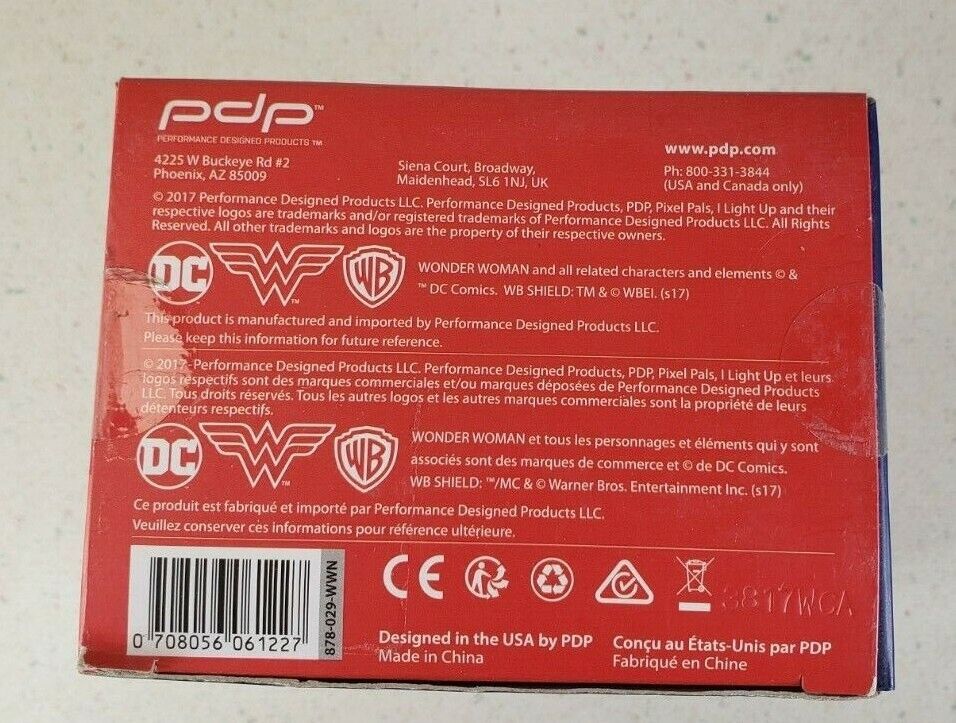 pdp™
PERFORMANCE DESIGNED PRODUCTS ™
4225 W Buckeye Rd #2
Phoenix, AZ 85009
Siena Court, Broadway,
Maidenhead, SL6 1NJ, UK
www.pdp.com
Ph: 800-331-3844
(USA and Canada only)
© 2017 Performance Designed Products LLC. Performance Designed Products, PDP, Pixel Pals, I Light Up and their
respective logos are trademarks and/or registered trademarks of Performance Designed Products LLC. All Rights
Reserved. All other trademarks and logos are the property of their respective owners.
DC
WB
WONDER WOMAN and all related characters and elements © &
™ DC Comics. WB SHIELD: TM & © WBEI. (s17)
This product is manufactured and imported by Performance Designed Products LLC.
Please keep this information for future reference.
© 2017 Performance Designed Products LLC. Performance Designed Products, PDP, Pixel Pals, I Light Up et leurs
logos respectifs sont des marques commerciales et/ou marques déposées de Performance Designed Products
LLC. Tous droits réservés. Tous les autres logos et les autres marques commerciales sont la propriété de leurs
détenteurs respectifs.
DC
WB
WONDER WOMAN et tous les personnages et éléments qui y sont
associés sont des marques de commerce et © de DC Comics.
WB SHIELD: ™/MC & © Warner Bros. Entertainment Inc. (s17)
Ce produit est fabriqué et importé par Performance Designed Products LLC.
Veuillez conserver ces informations pour référence ultérieure.
0 708056 061227
878-029-WWN
CE
3817WCA
Designed in the USA by PDP
Made in China
Conçu au États-Unis par PDP
Fabriqué en Chine